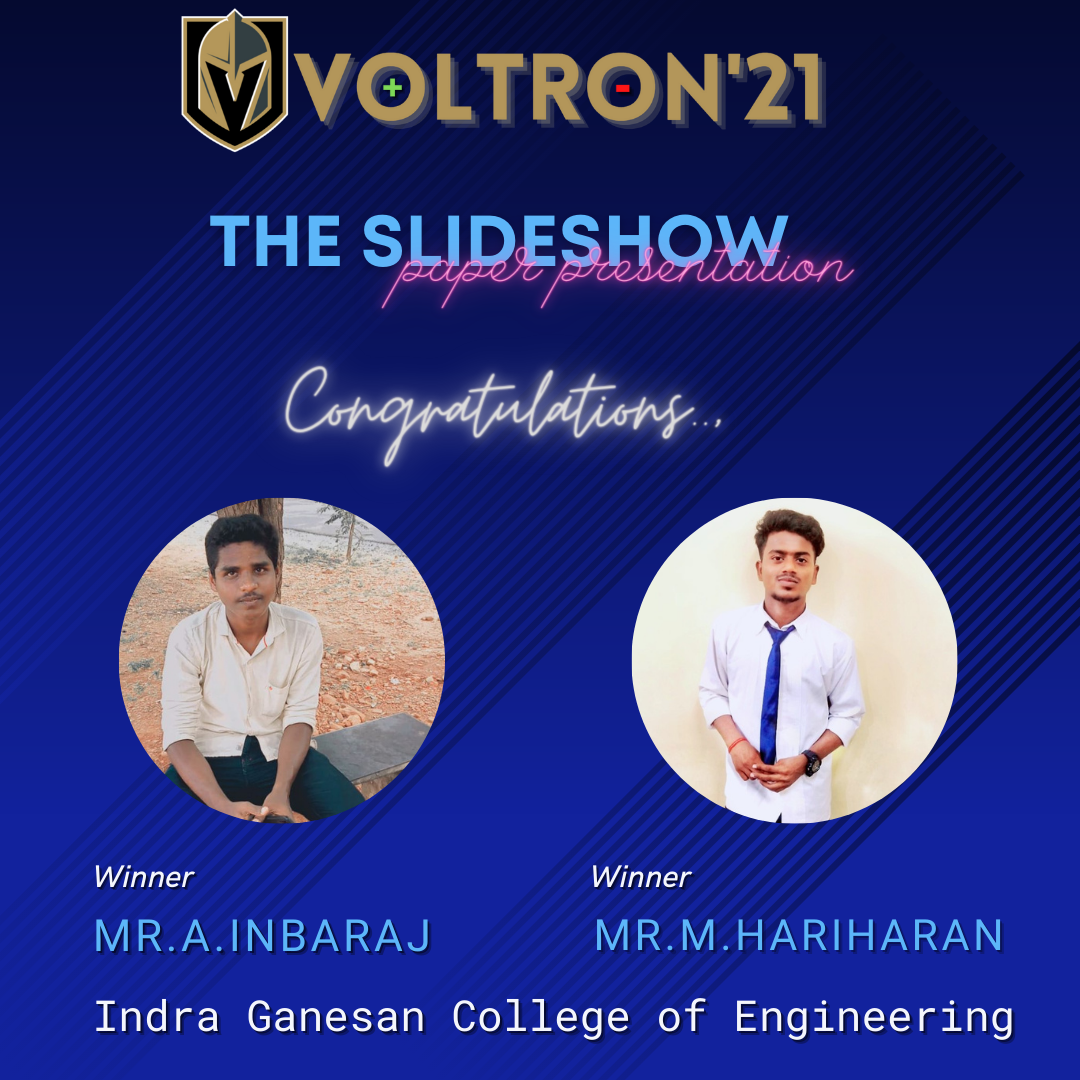 VOLTRON'21
THE SLIDESHOW
paper presentation
Congratulations..,
Winner
Winner
MR.A.INBARAJ
MR.M.HARIHARAN
Indra Ganesan College of Engineering